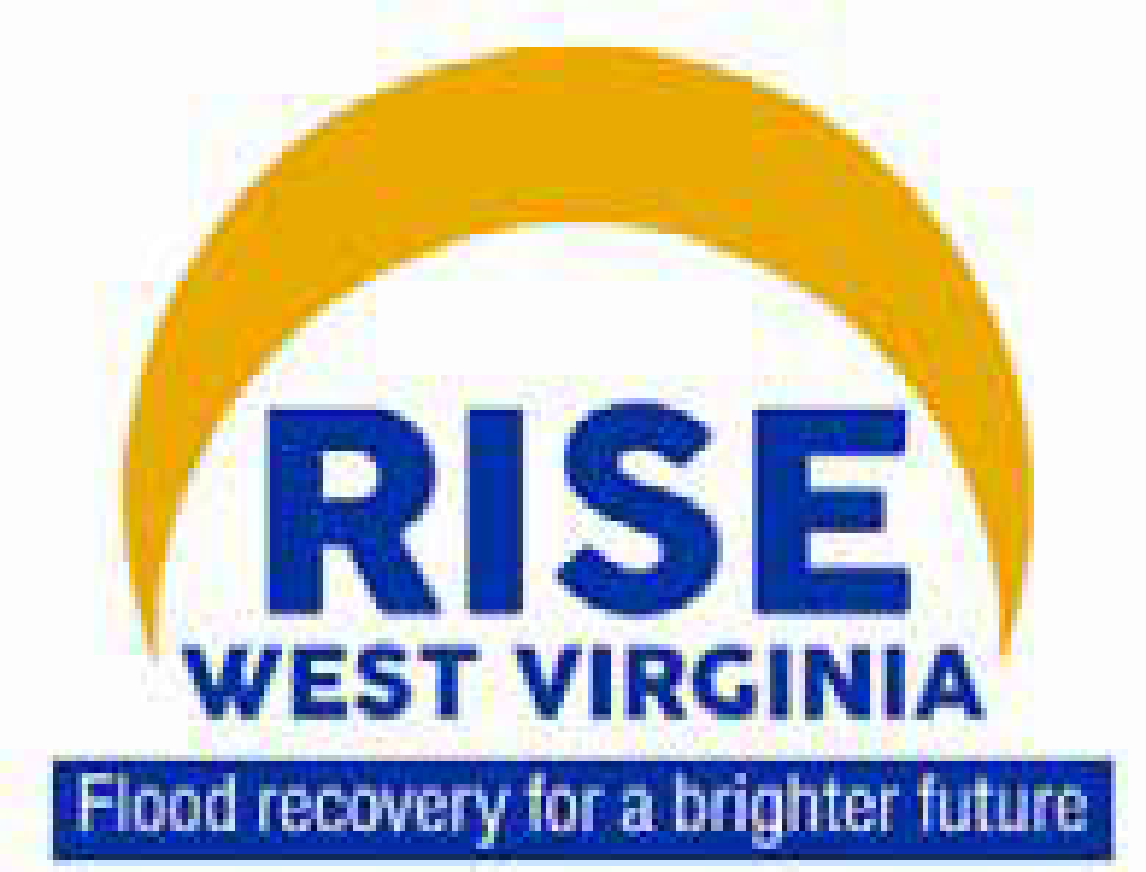 RISE
WEST VIRGINIA
Flood recovery for a brighter future